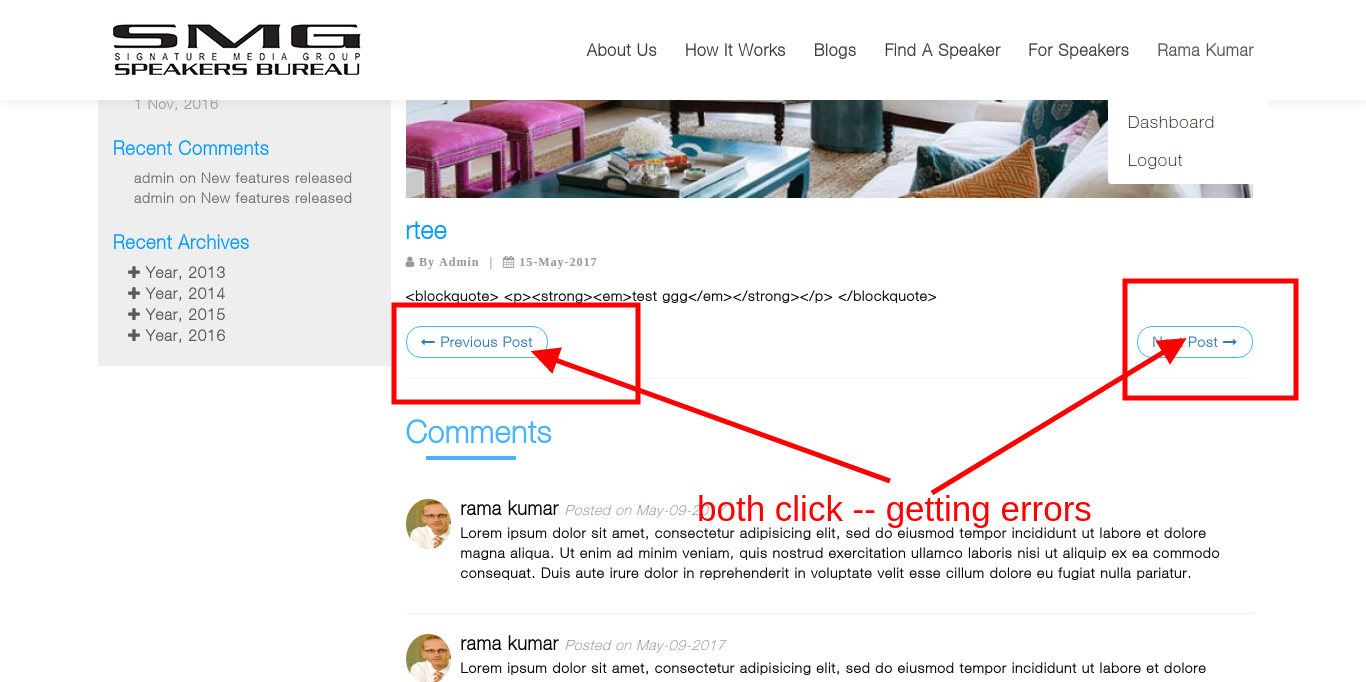 SMG
SIGNATURE MEDIA GROUP
SPEAKERS BUREAU
About Us How It Works Blogs Find A Speaker For Speakers Rama Kumar
Dashboard
Logout
1 Nov, 2016
Recent Comments
admin on New features released
admin on New features released
Recent Archives
Year, 2013
Year, 2014
Year, 2015
Year, 2016
rtee
By Admin | 15-May-2017
<blockquote> <p><strong><em>test ggg</em></strong></p> </blockquote>
← Previous Post
Post →
Comments
both click -- getting errors
rama kumar Posted on May-09-
Lorem ipsum dolor sit amet, consectetur adipisicing elit, sed do eiusmod tempor incididunt ut labore et dolore
magna aliqua. Ut enim ad minim veniam, quis nostrud exercitation ullamco laboris nisi ut aliquip ex ea commodo
consequat. Duis aute irure dolor in reprehenderit in voluptate velit esse cillum dolore eu fugiat nulla pariatur.
rama kumar Posted on May-09-2017
Lorem ipsum dolor sit amet, consectetur adipisicing elit, sed do eiusmod tempor incididunt ut labore et dolore